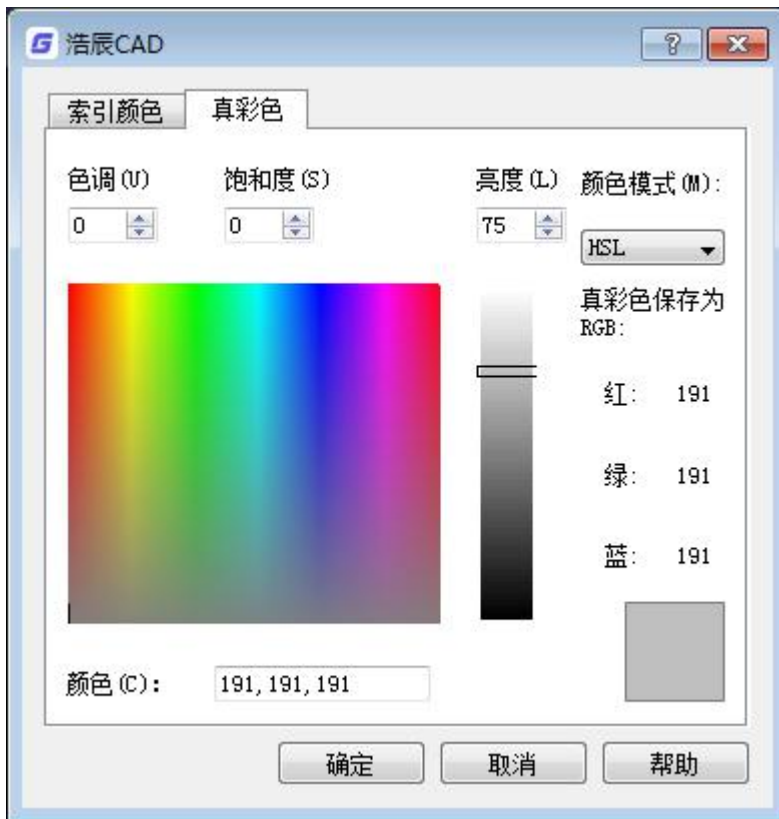 浩辰CAD
索引颜色 真彩色
色调(U) 饱和度(S) 亮度(L) 颜色模式(M):
0 0 75
HSL
真彩色保存为
RGB:
红: 191
绿: 191
蓝: 191
颜色(C): 191,191,191
确定 取消 帮助